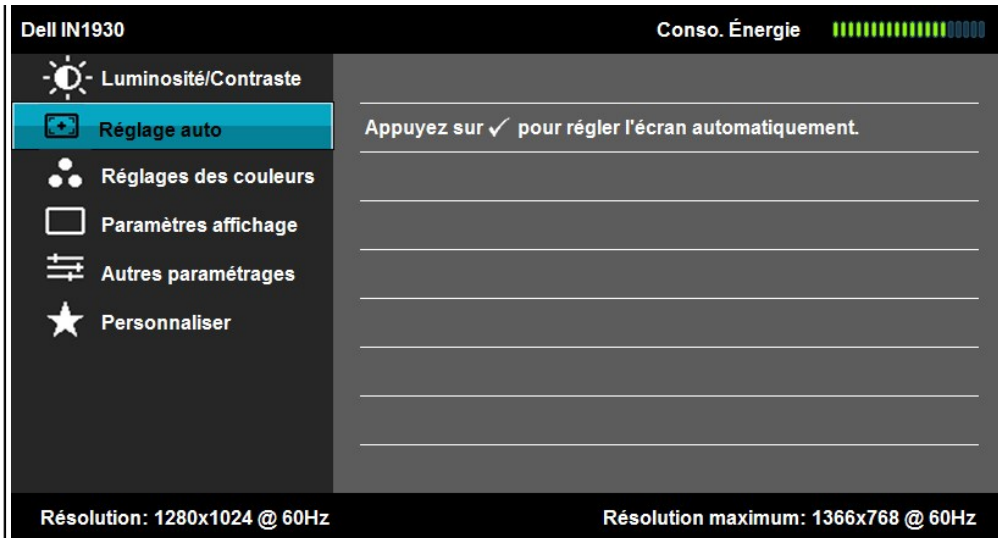 Dell IN1930
Conso. Énergie
Luminosité/Contraste
Réglage auto
Appuyez sur ✓ pour régler l'écran automatiquement.
Réglages des couleurs
Paramètres affichage
Autres paramétrages
Personnaliser
Résolution: 1280x1024 @ 60Hz
Résolution maximum: 1366x768 @ 60Hz